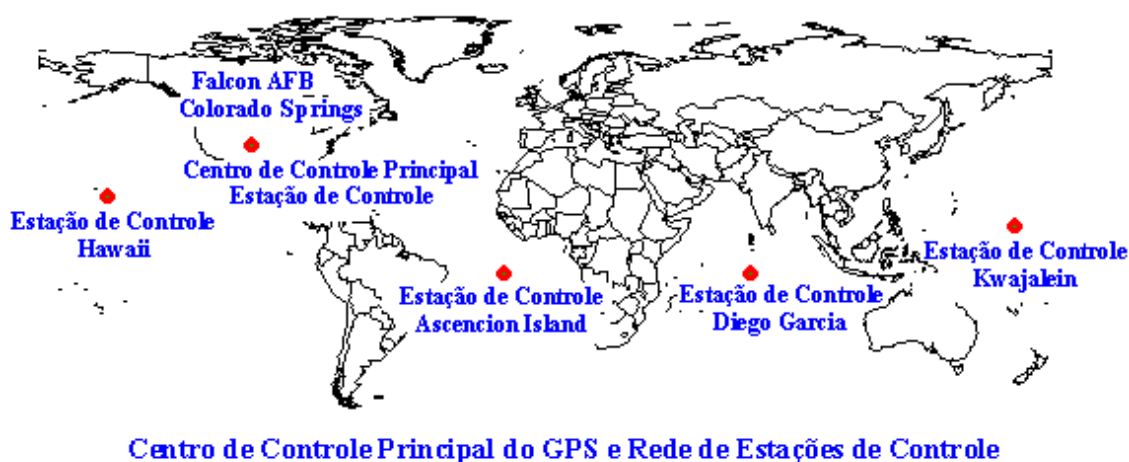 Falcon AFB
Colorado Springs
Centro de Controle Principal
Estação de Controle
Estação de Controle
Hawaii
Estação de Controle
Ascencion Island
Estação de Controle
Diego Garcia
Estação de Controle
Kwajalein
Centro de Controle Principal do GPS e Rede de Estações de Controle